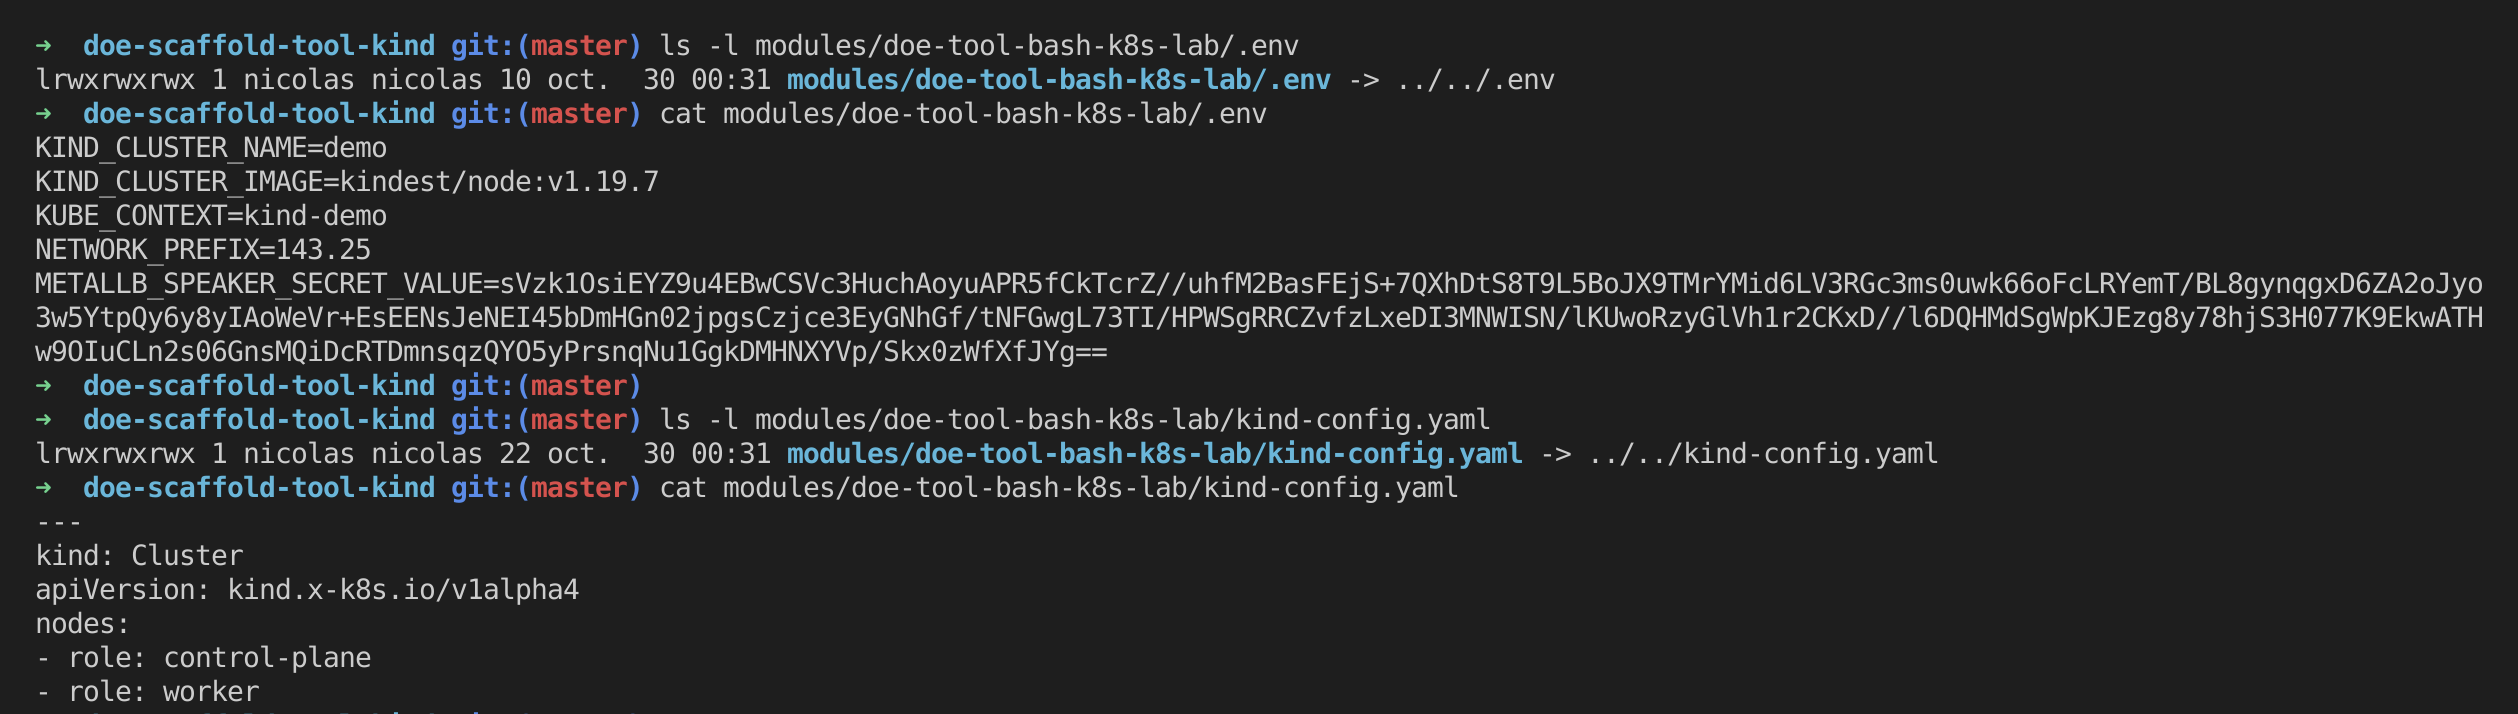 ➜  doe-scaffold-tool-kind git:(master) ls -l modules/doe-tool-bash-k8s-lab/.env
lrwxrwxrwx 1 nicolas nicolas 10 oct.  30 00:31 modules/doe-tool-bash-k8s-lab/.env -> ../../.env
➜  doe-scaffold-tool-kind git:(master) cat modules/doe-tool-bash-k8s-lab/.env
KIND_CLUSTER_NAME=demo
KIND_CLUSTER_IMAGE=kindest/node:v1.19.7
KUBE_CONTEXT=kind-demo
NETWORK_PREFIX=143.25
METALLB_SPEAKER_SECRET_VALUE=sVzk1OsiEYZ9u4EBwCSVc3HuchAoyuAPR5fCkTcrZ//uhfM2BasFEjS+7QXhDtS8T9L5BoJX9TMrYMid6LV3RGc3ms0uwk66oFcLRYemT/BL8gynqgxD6ZA2oJyo
3w5YtpQy6y8yIAoWeVr+EsEENsJeNEI45bDmHGn02jpgsCzjce3EyGNhGf/tNFGwgL73TI/HPWSgRRCZvfzLxeDI3MNWISN/lKUwoRzyGlVh1r2CKxD//l6DQHMdSgWpKJEzg8y78hjS3H077K9EkwATH
w9OIuCLn2s06GnsMQiDcRTDmnsqzQYO5yPrsnqNu1GgkDMHNXYVp/Skx0zWfXfJYg==
➜  doe-scaffold-tool-kind git:(master)
➜  doe-scaffold-tool-kind git:(master) ls -l modules/doe-tool-bash-k8s-lab/kind-config.yaml
lrwxrwxrwx 1 nicolas nicolas 22 oct.  30 00:31 modules/doe-tool-bash-k8s-lab/kind-config.yaml -> ../../kind-config.yaml
➜  doe-scaffold-tool-kind git:(master) cat modules/doe-tool-bash-k8s-lab/kind-config.yaml
---
kind: Cluster
apiVersion: kind.x-k8s.io/v1alpha4
nodes:
- role: control-plane
- role: worker